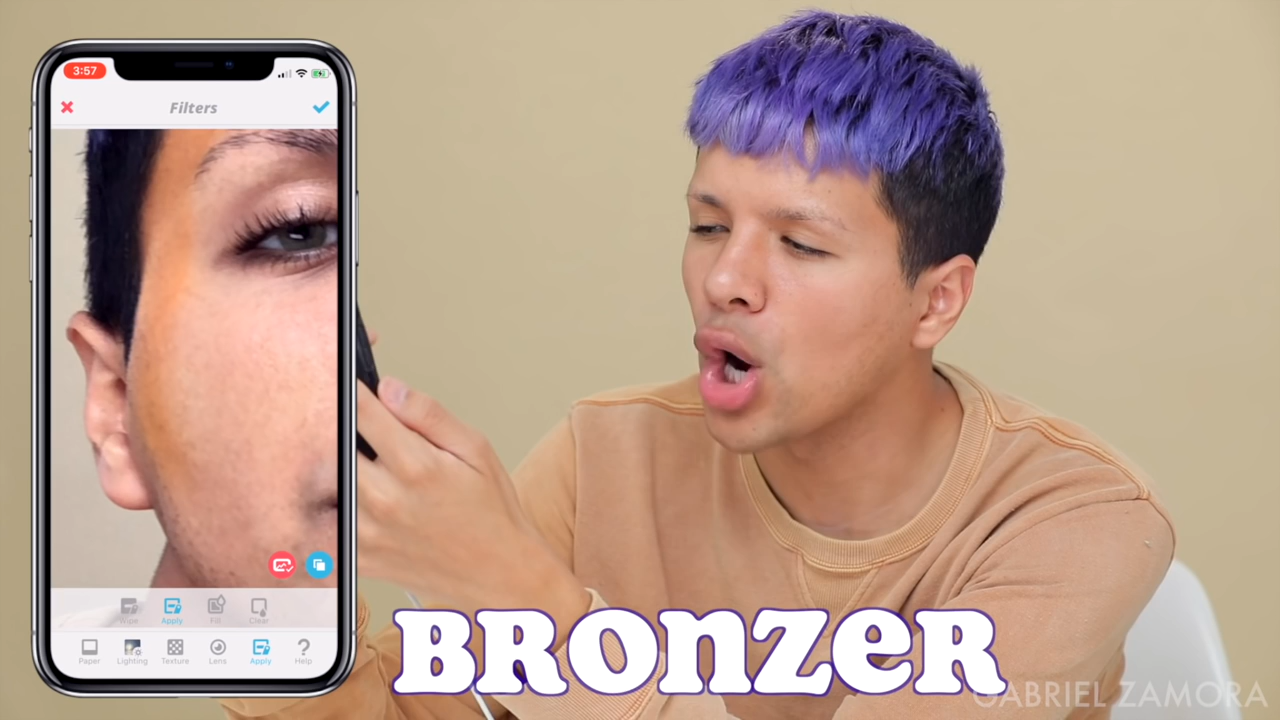 3:57
Filters
Wipe Apply Fill Clear
Paper Lighting Texture Lens Apply Help
BRonzeR
GABRIEL ZAMORA